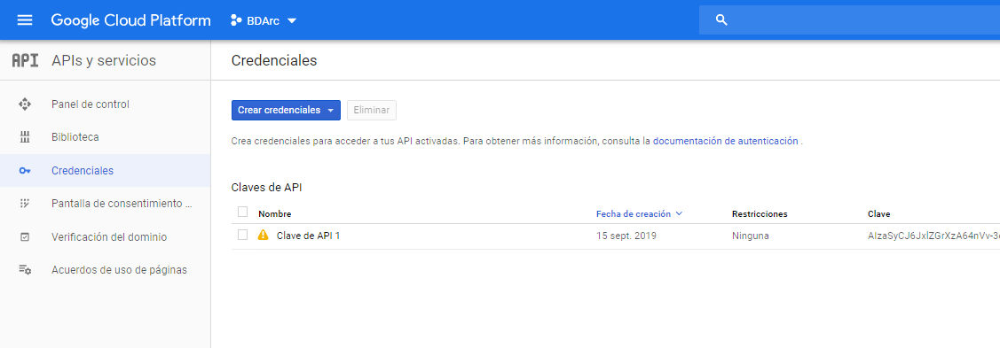 Google Cloud Platform BDArc
API APIs y servicios
Credenciales
Panel de control
Biblioteca
Credenciales
Pantalla de consentimiento ...
Verificación del dominio
Acuerdos de uso de páginas
Crear credenciales Eliminar
Crea credenciales para acceder a tus API activadas. Para obtener más información, consulta la documentación de autenticación .
Claves de API
Nombre Fecha de creación Restricciones Clave
Clave de API 1 15 sept. 2019 Ninguna